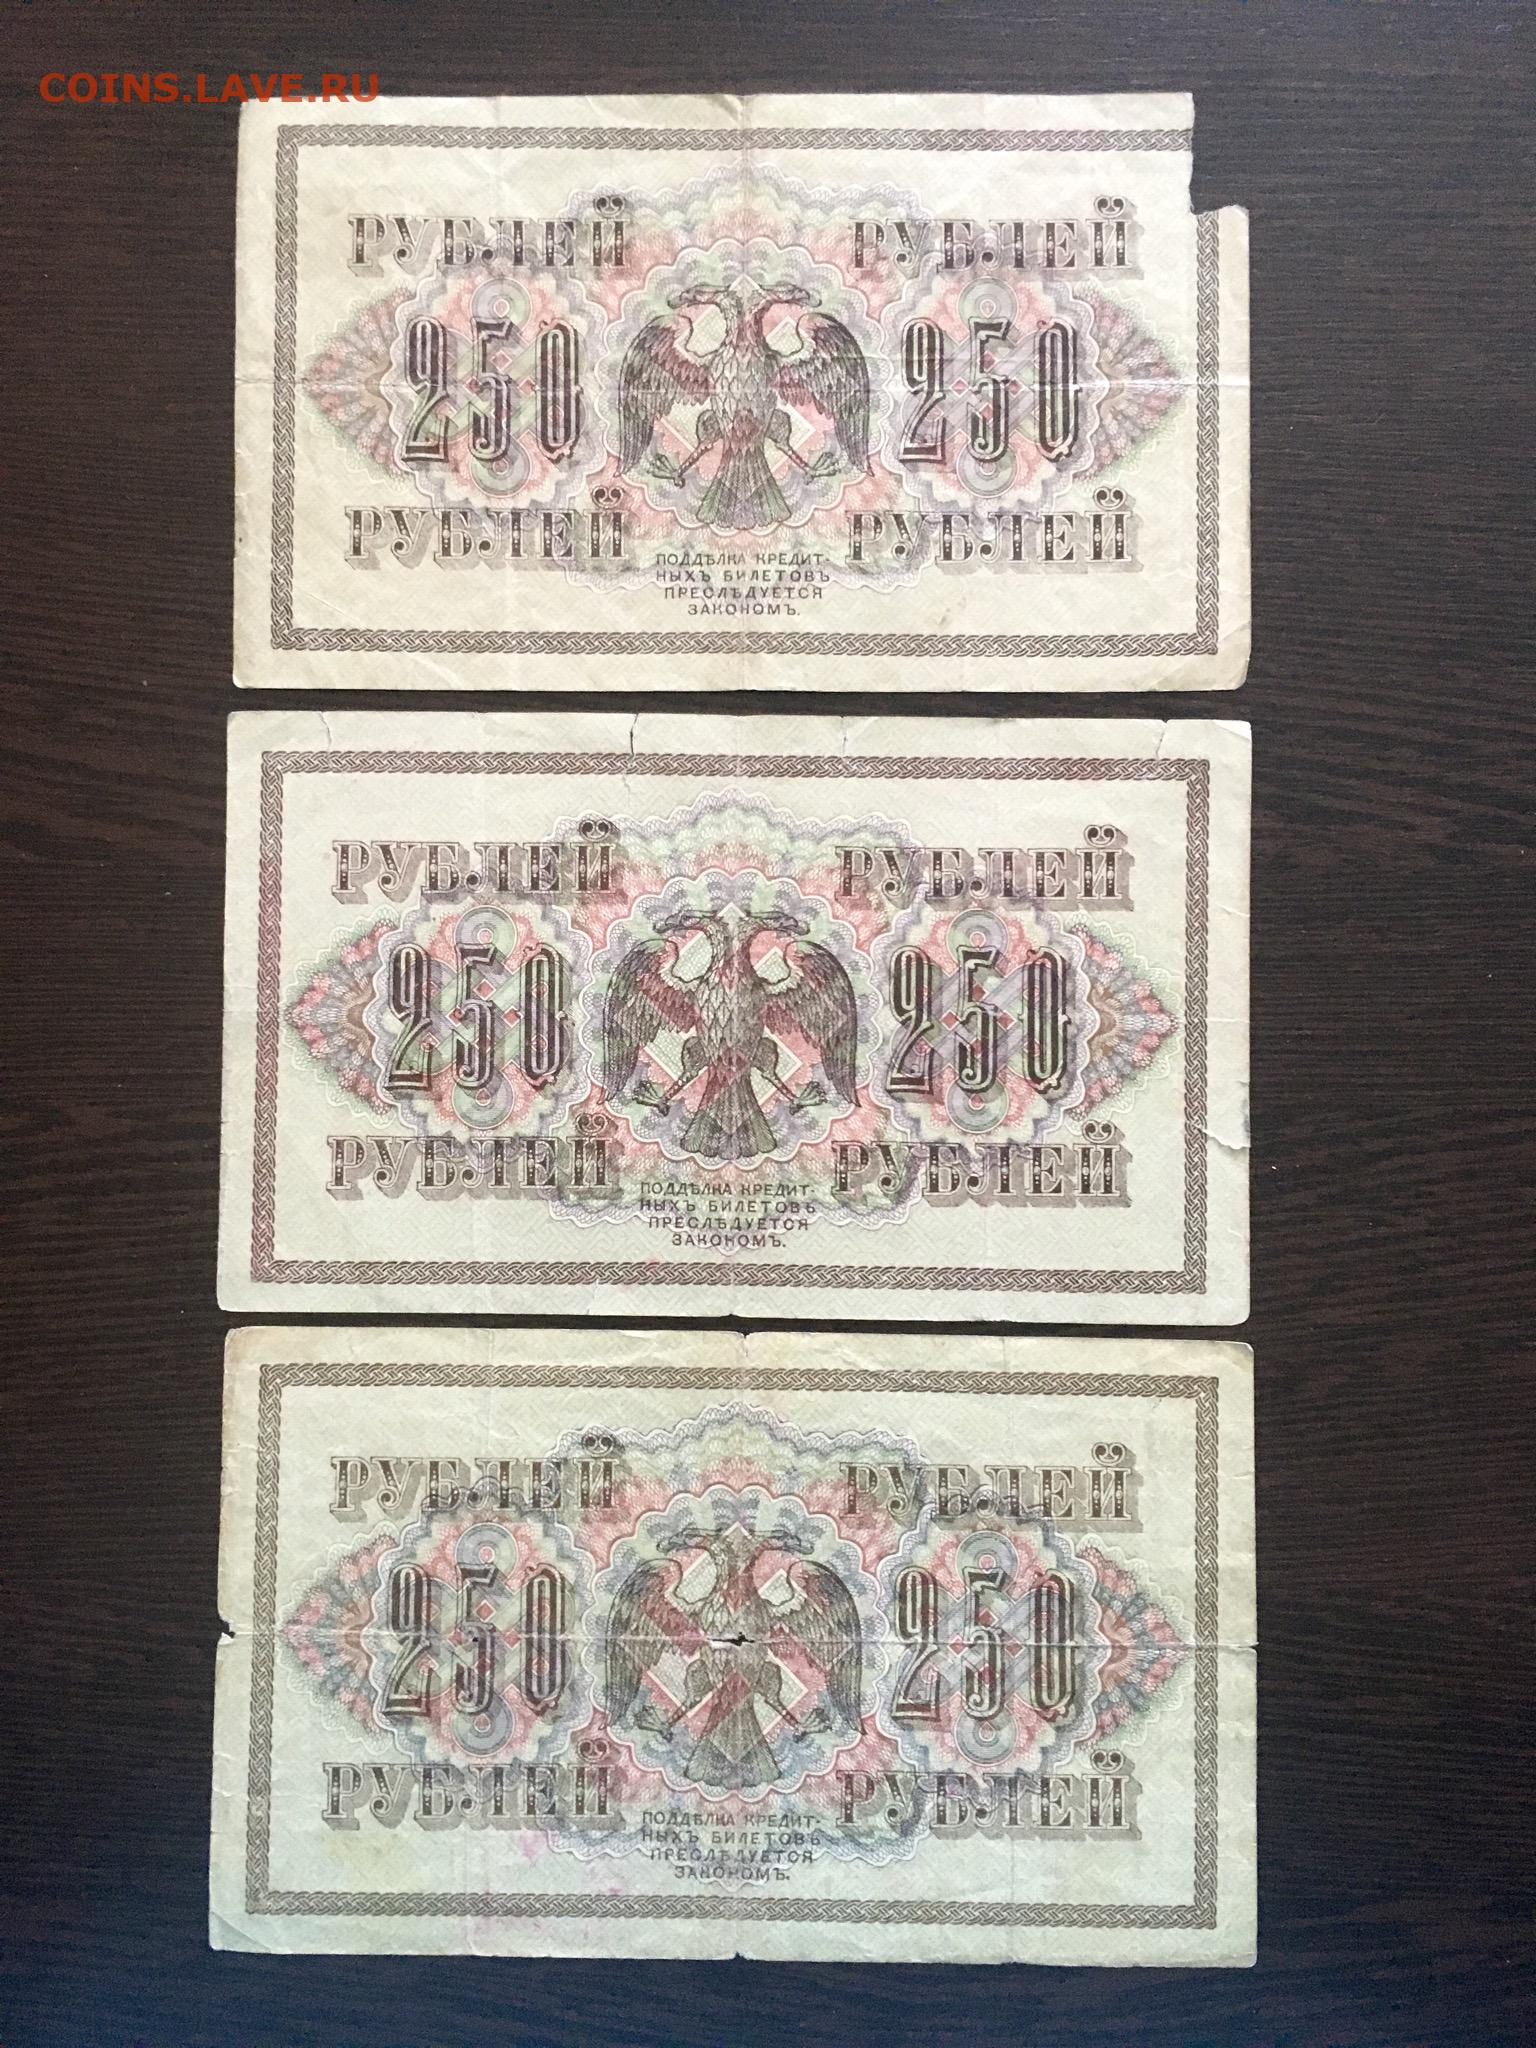 COINS.LAVE.RU
РУБЛЕЙ РУБЛЕЙ
250 250
РУБЛЕЙ РУБЛЕЙ
ПОДДѢЛКА КРЕДИТ-
НЫХЪ БИЛЕТОВЪ
ПРЕСЛѢДУЕТСЯ
ЗАКОНОМЪ.
РУБЛЕЙ РУБЛЕЙ
250 250
РУБЛЕЙ РУБЛЕЙ
ПОДДѢЛКА КРЕДИТ-
НЫХЪ БИЛЕТОВЪ
ПРЕСЛѢДУЕТСЯ
ЗАКОНОМЪ.
РУБЛЕЙ РУБЛЕЙ
250 250
РУБЛЕЙ РУБЛЕЙ
ПОДДѢЛКА КРЕДИТ-
НЫХЪ БИЛЕТОВЪ
ПРЕСЛѢДУЕТСЯ
ЗАКОНОМЪ.